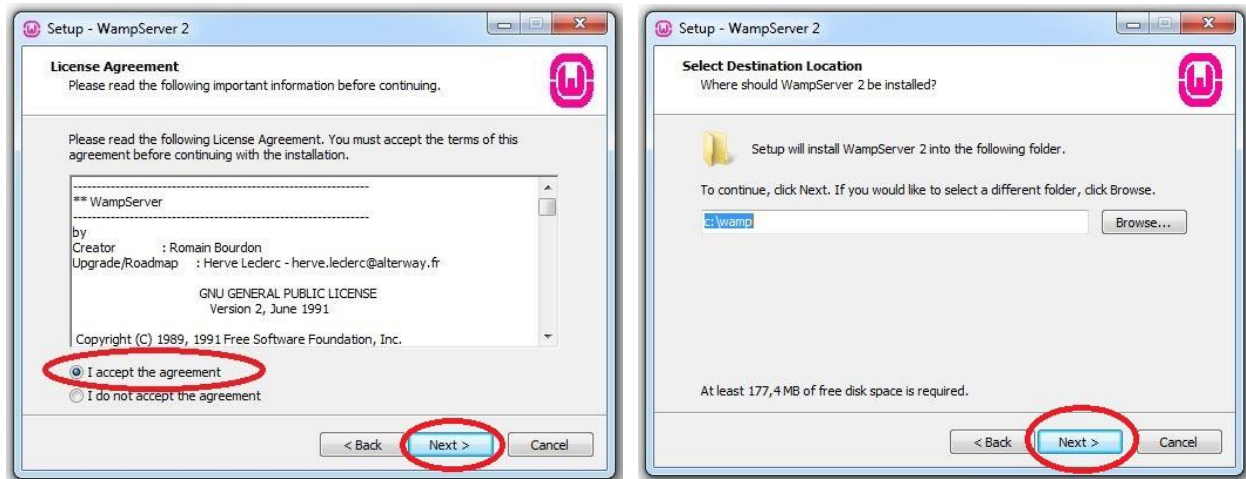 Setup - WampServer 2
License Agreement
Please read the following important information before continuing.
Please read the following License Agreement. You must accept the terms of this
agreement before continuing with the installation.
------------------------------------------------------------
** WampServer
------------------------------------------------------------
by
Creator : Romain Bourdon
Upgrade/Roadmap : Herve Leclerc - herve.leclerc@alterway.fr
GNU GENERAL PUBLIC LICENSE
Version 2, June 1991
Copyright (C) 1989, 1991 Free Software Foundation, Inc.
I accept the agreement
I do not accept the agreement
< Back Next > Cancel
Setup - WampServer 2
Select Destination Location
Where should WampServer 2 be installed?
Setup will install WampServer 2 into the following folder.
To continue, click Next. If you would like to select a different folder, click Browse.
c:\wamp
Browse...
At least 177,4 MB of free disk space is required.
< Back Next > Cancel